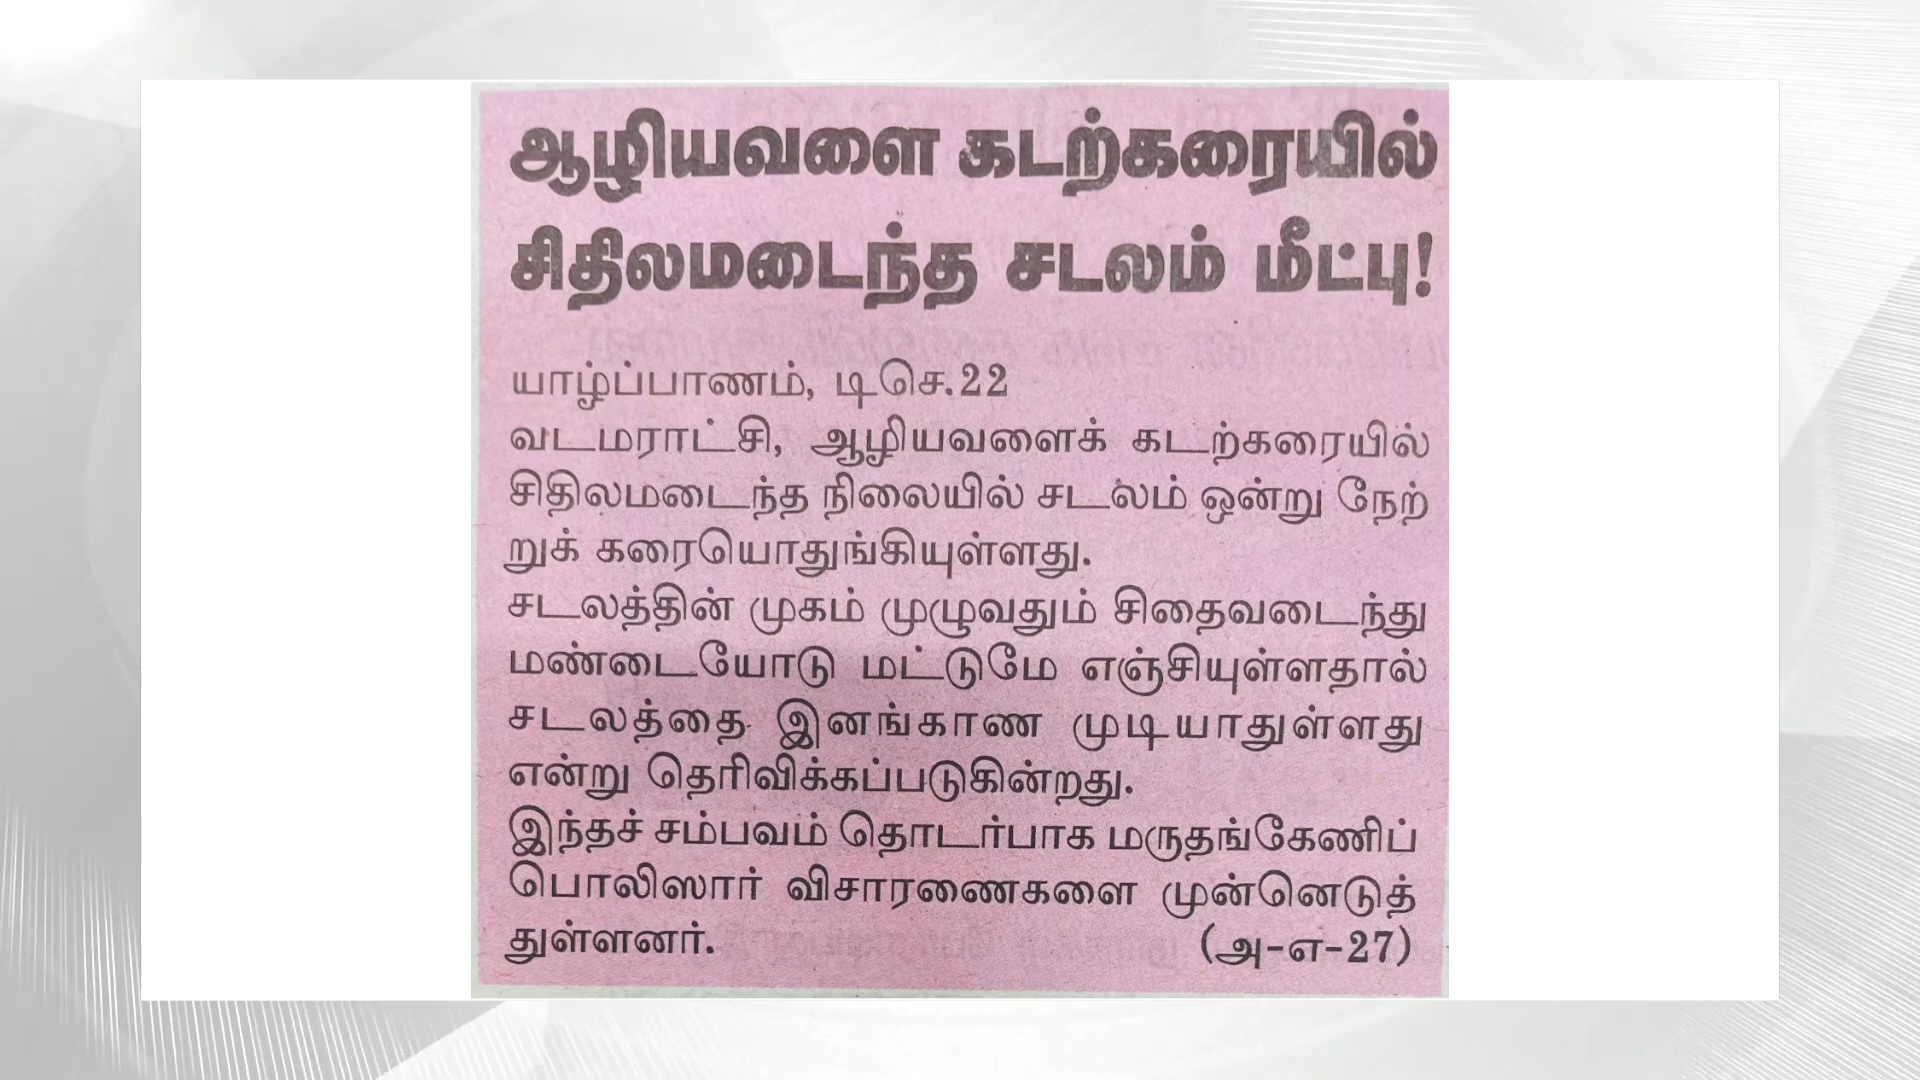 ஆழியவளை கடற்கரையில்
சிதிலமடைந்த சடலம் மீட்பு!
யாழ்ப்பாணம், டிசெ.22
வடமராட்சி, ஆழியவளைக் கடற்கரையில்
சிதிலமடைந்த நிலையில் சடலம் ஒன்று நேற்
றுக் கரையொதுங்கியுள்ளது.
சடலத்தின் முகம் முழுவதும் சிதைவடைந்து
மண்டையோடு மட்டுமே எஞ்சியுள்ளதால்
சடலத்தை இனங்காண முடியாதுள்ளது
என்று தெரிவிக்கப்படுகின்றது.
இந்தச் சம்பவம் தொடர்பாக மருதங்கேணிப்
பொலிஸார் விசாரணைகளை முன்னெடுத்
துள்ளனர். (அ-எ-27)